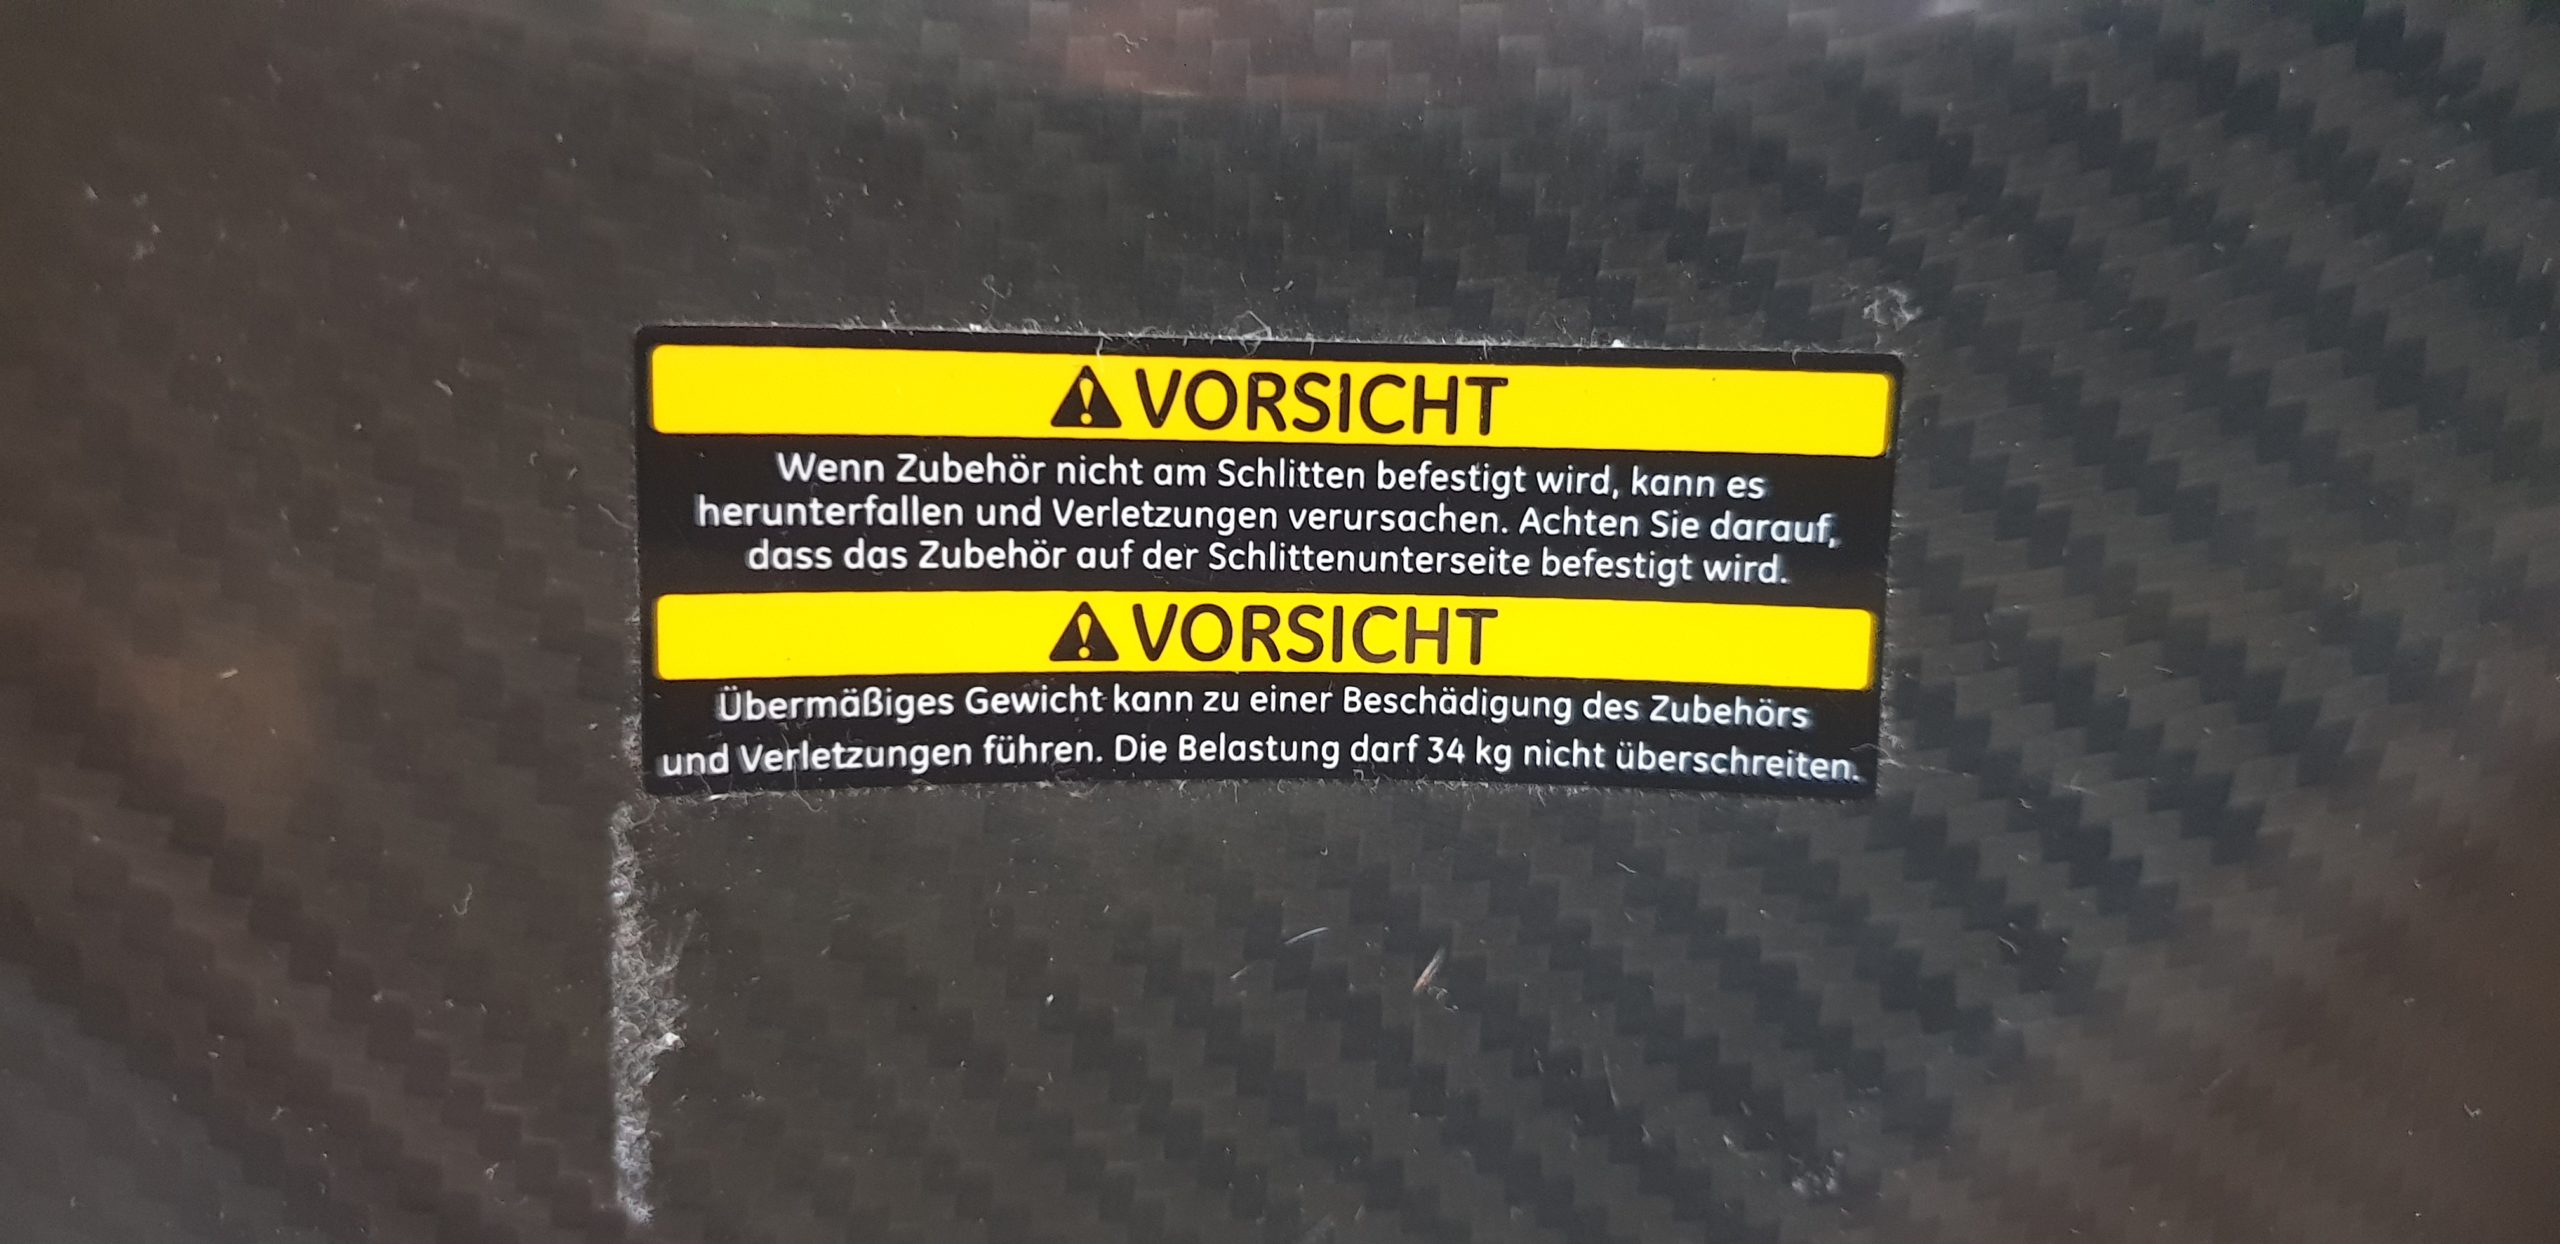 ⚠ VORSICHT
Wenn Zubehör nicht am Schlitten befestigt wird, kann es
herunterfallen und Verletzungen verursachen. Achten Sie darauf,
dass das Zubehör auf der Schlittenunterseite befestigt wird.
⚠ VORSICHT
Übermäßiges Gewicht kann zu einer Beschädigung des Zubehörs
und Verletzungen führen. Die Belastung darf 34 kg nicht überschreiten.